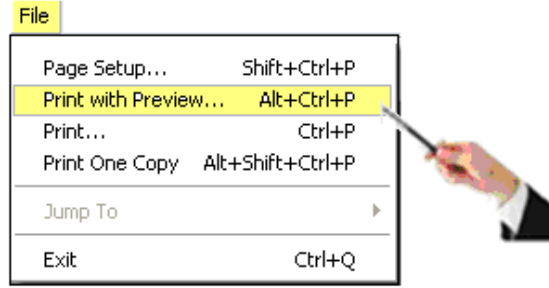 File
Page Setup... Shift+Ctrl+P
Print with Preview... Alt+Ctrl+P
Print... Ctrl+P
Print One Copy Alt+Shift+Ctrl+P
Jump To
Exit Ctrl+Q